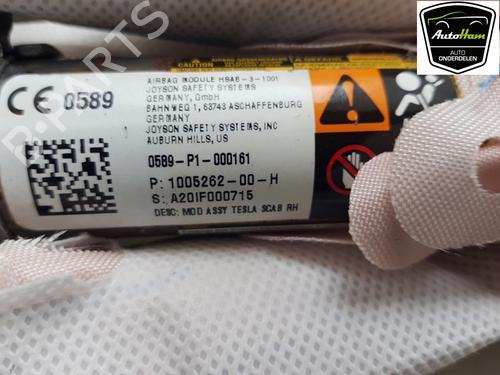 AutoHam
AUTO
ONDERDELEN
B-PARTS
CE 0589
AIRBAG MODULE HSAB-3-1001
JOYSON SAFETY SYSTEMS
GERMANY, GmbH
BAHNWEG 1, 63743 ASCHAFFENBURG
GERMANY
JOYSON SAFETY SYSTEMS, INC
AUBURN HILLS, US
0589-P1-000161
P: 1005262-00-H
S: A20IF000715
DESC: MOD ASSY TESLA SCAB RH